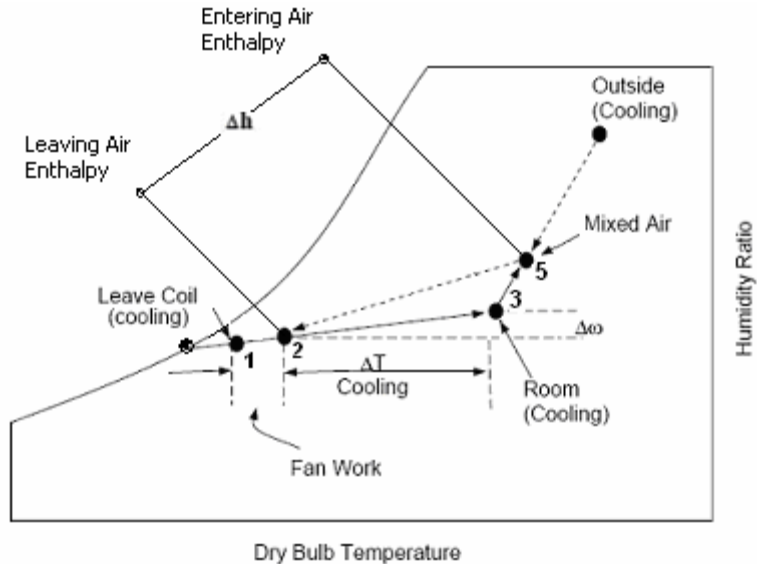 Entering Air
Enthalpy
Outside
(Cooling)
Δh
Leaving Air
Enthalpy
Mixed Air
5
Leave Coil
(cooling)
3
1
2
Δω
ΔT
Cooling
Room
(Cooling)
Fan Work
Humidity Ratio
Dry Bulb Temperature